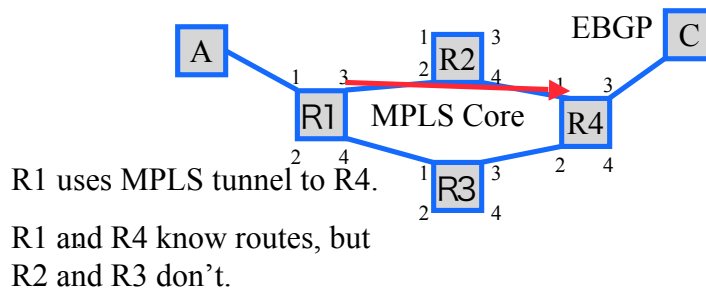 EBGP
A
C
1 3
R2
2 4
1 3
R1
2 4
MPLS Core
1 3
R4
2 4
1 3
R3
2 4
R1 uses MPLS tunnel to R4.
R1 and R4 know routes, but
R2 and R3 don’t.